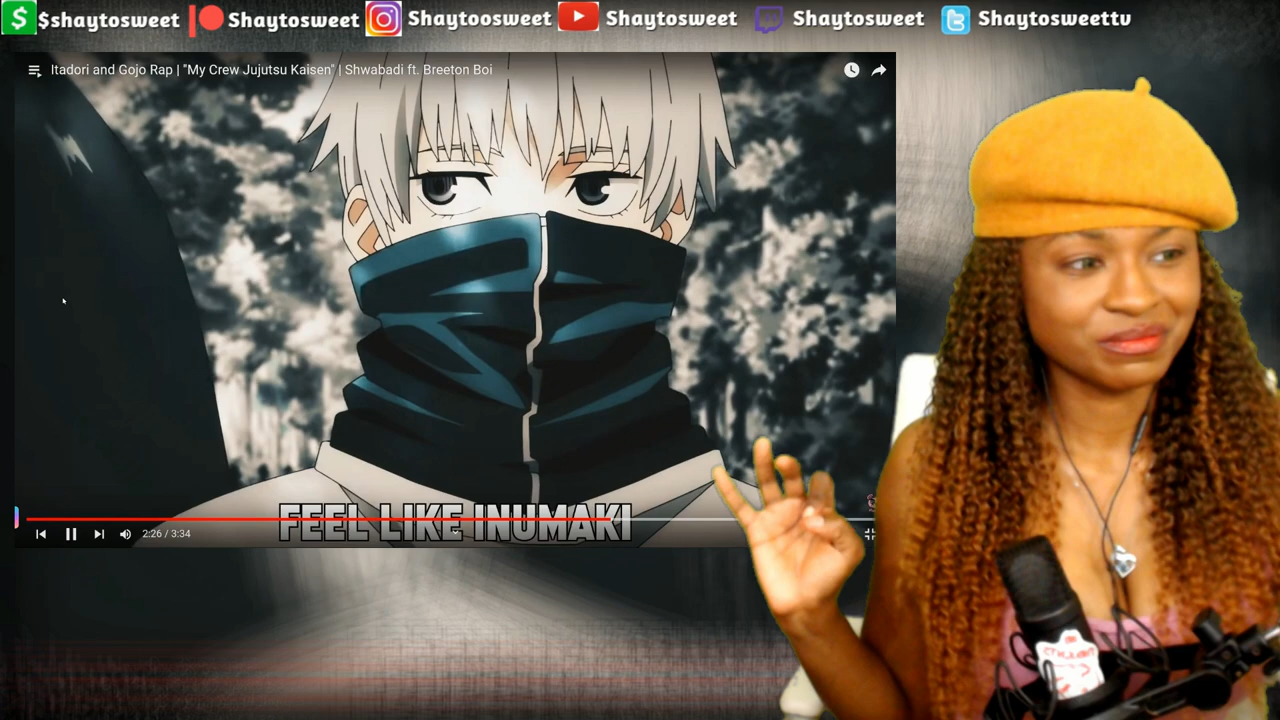 $shaytosweet Shaytosweet Shaytoosweet Shaytosweet Shaytosweet Shaytosweettv
Itadori and Gojo Rap | "My Crew Jujutsu Kaisen" | Shwabadi ft. Breeton Boi
FEEL LIKE INUMAKI
2:26 / 3:34